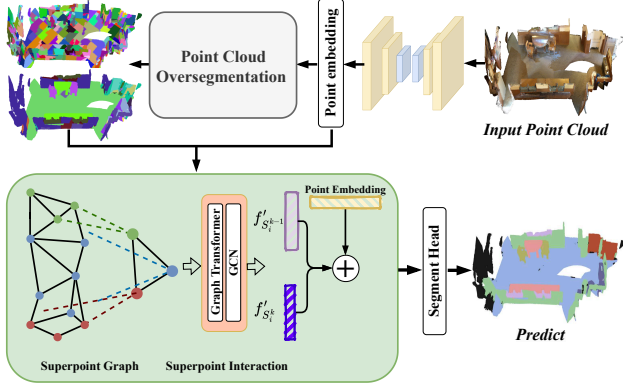 Point Cloud
Oversegmentation
Point embedding
Input Point Cloud
Point Embedding
Graph Transformer
GCN
f′_{S_i^{k-1}}
f′_{S_i^k}
Superpoint Graph
Superpoint Interaction
Segment Head
Predict